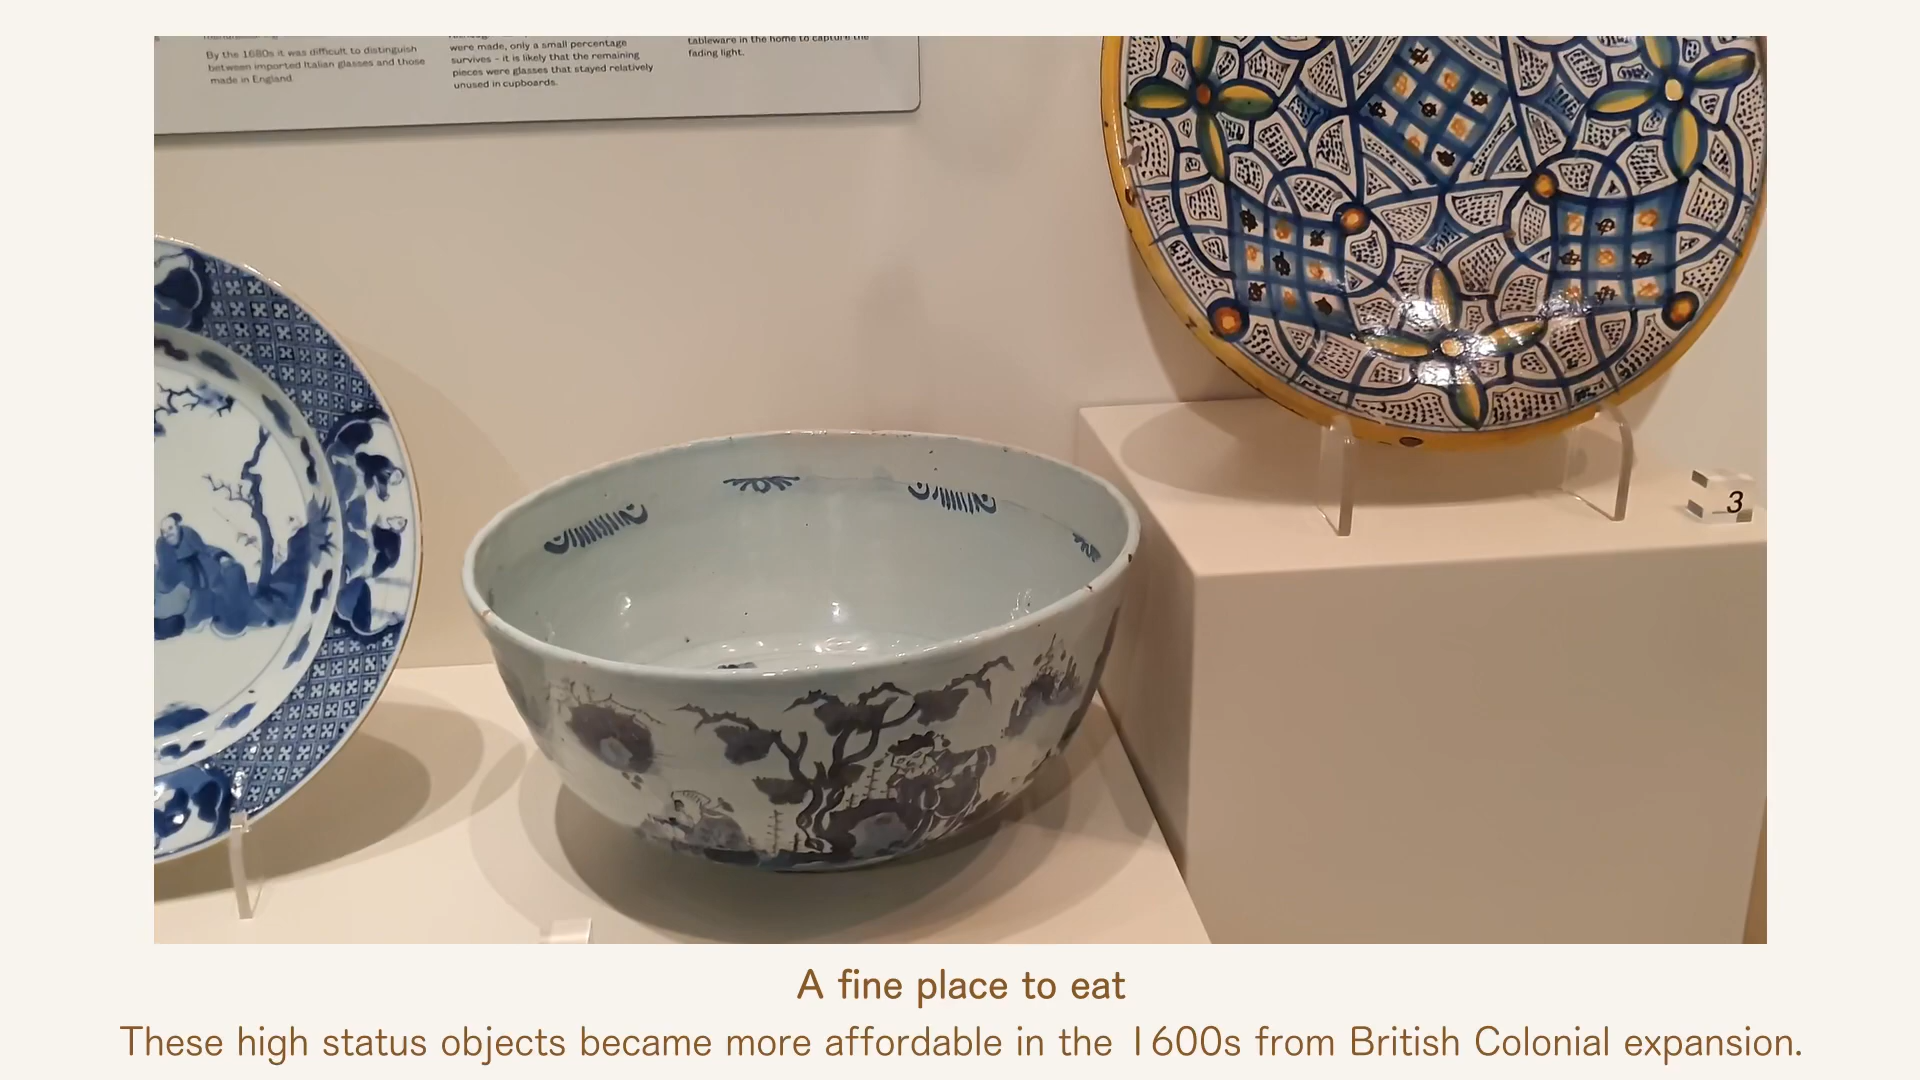 By the 1680s it was difficult to distinguish
between imported Italian glasses and those
made in England.
were made, only a small percentage
survives – it is likely that the remaining
pieces were glasses that stayed relatively
unused in cupboards.
tableware in the home to capture the
fading light.
3
A fine place to eat
These high status objects became more affordable in the 1600s from British Colonial expansion.